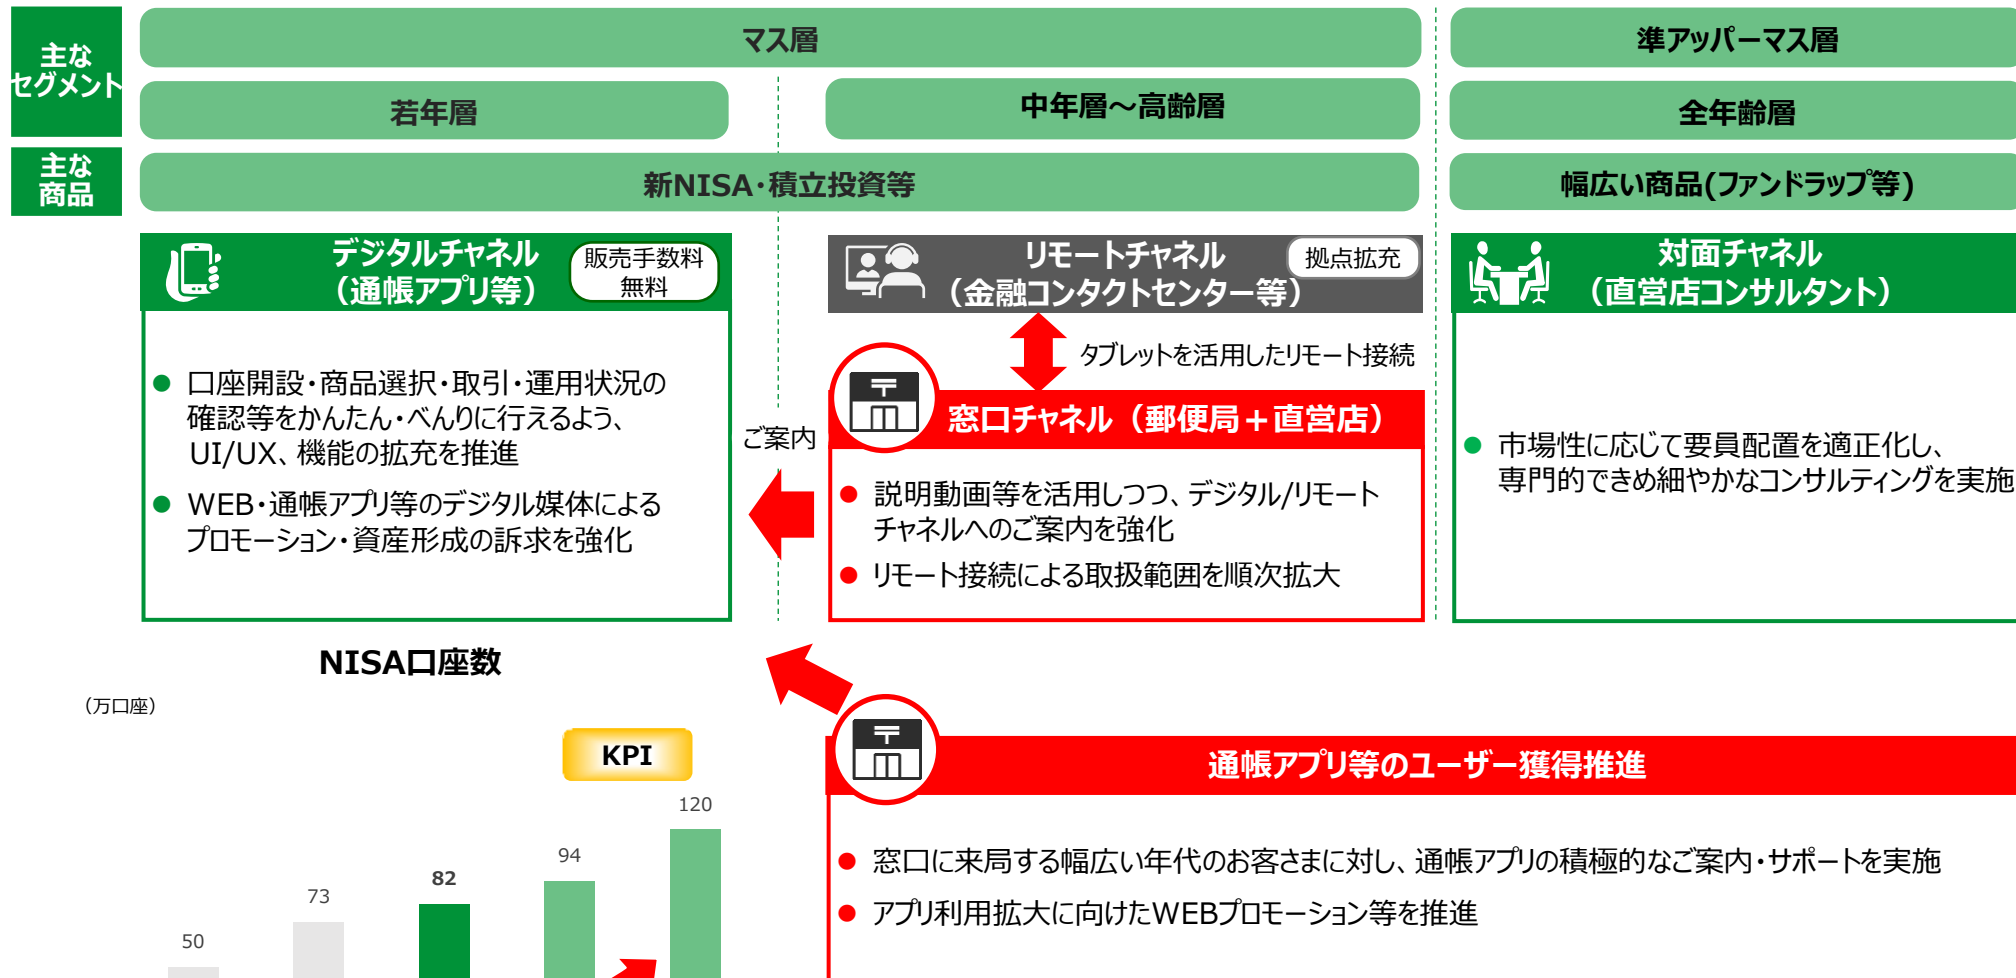 主な
セグメント
マス層
準アッパーマス層
若年層
中年層～高齢層
全年齢層
主な
商品
新NISA・積立投資等
幅広い商品(ファンドラップ等)
デジタルチャネル
（通帳アプリ等）
販売手数料
無料
リモートチャネル
（金融コンタクトセンター等）
拠点拡充
対面チャネル
（直営店コンサルタント）
タブレットを活用したリモート接続
● 口座開設・商品選択・取引・運用状況の
確認等をかんたん・べんりに行えるよう、
UI/UX、機能の拡充を推進
● WEB・通帳アプリ等のデジタル媒体による
プロモーション・資産形成の訴求を強化
ご案内
窓口チャネル（郵便局＋直営店）
● 説明動画等を活用しつつ、デジタル/リモート
チャネルへのご案内を強化
● リモート接続による取扱範囲を順次拡大
● 市場性に応じて要員配置を適正化し、
専門的できめ細やかなコンサルティングを実施
NISA口座数
（万口座）
KPI
50
73
82
94
120
通帳アプリ等のユーザー獲得推進
● 窓口に来局する幅広い年代のお客さまに対し、通帳アプリの積極的なご案内・サポートを実施
● アプリ利用拡大に向けたWEBプロモーション等を推進